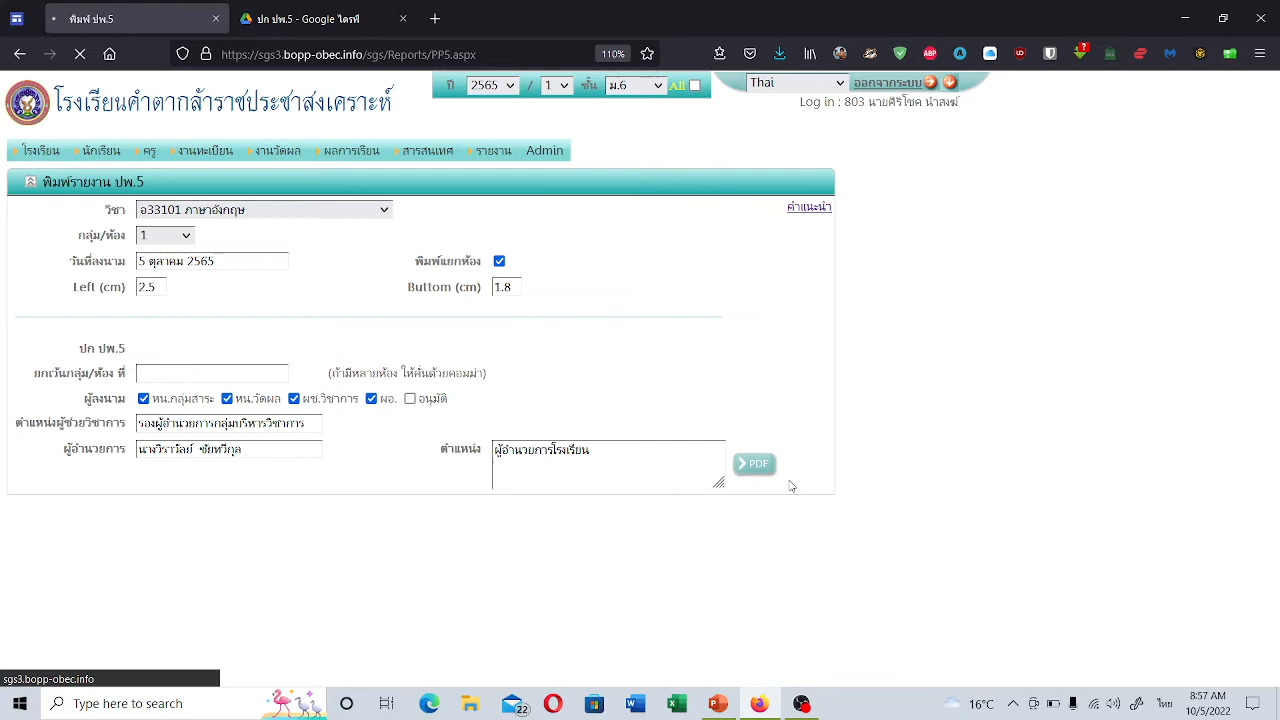 พิมพ์ ปพ.5
ปก ปพ.5 - Google ไดรฟ์
https://sgs3.bopp-obec.info/sgs3/Reports/PP5.aspx
110%
โรงเรียนคำตากล้าราชประชาสงเคราะห์
ปี 2565 / 1 ชั้น ม.6 All
Thai ออกจากระบบ
Log in : 803 นายศิริโชค นำสงฆ์
โรงเรียน นักเรียน ครู งานทะเบียน งานวัดผล ผลการเรียน สารสนเทศ รายงาน Admin
พิมพ์รายงาน ปพ.5
คำแนะนำ
วิชา อ33101 ภาษาอังกฤษ
กลุ่ม/ห้อง 1
วันที่ลงนาม 5 ตุลาคม 2565 พิมพ์แยกห้อง
Left (cm) 2.5 Buttom (cm) 1.8
ปก ปพ.5
ยกเว้นกลุ่ม/ห้อง ที่ (ถ้ามีหลายห้อง ให้คั่นด้วยคอมม่า)
ผู้ลงนาม หน.กลุ่มสาระ หน.วัดผล ผช.วิชาการ ผอ. อนุมัติ
ตำแหน่งผู้ช่วยวิชาการ รองผู้อำนวยการกลุ่มบริหารวิชาการ
ผู้อำนวยการ นางวิราวัลย์ ชัยทวีกุล ตำแหน่ง ผู้อำนวยการโรงเรียน
PDF
sgs3.bopp-obec.info
Type here to search
22
16°C
ไทย
8:57 AM
10/5/2022